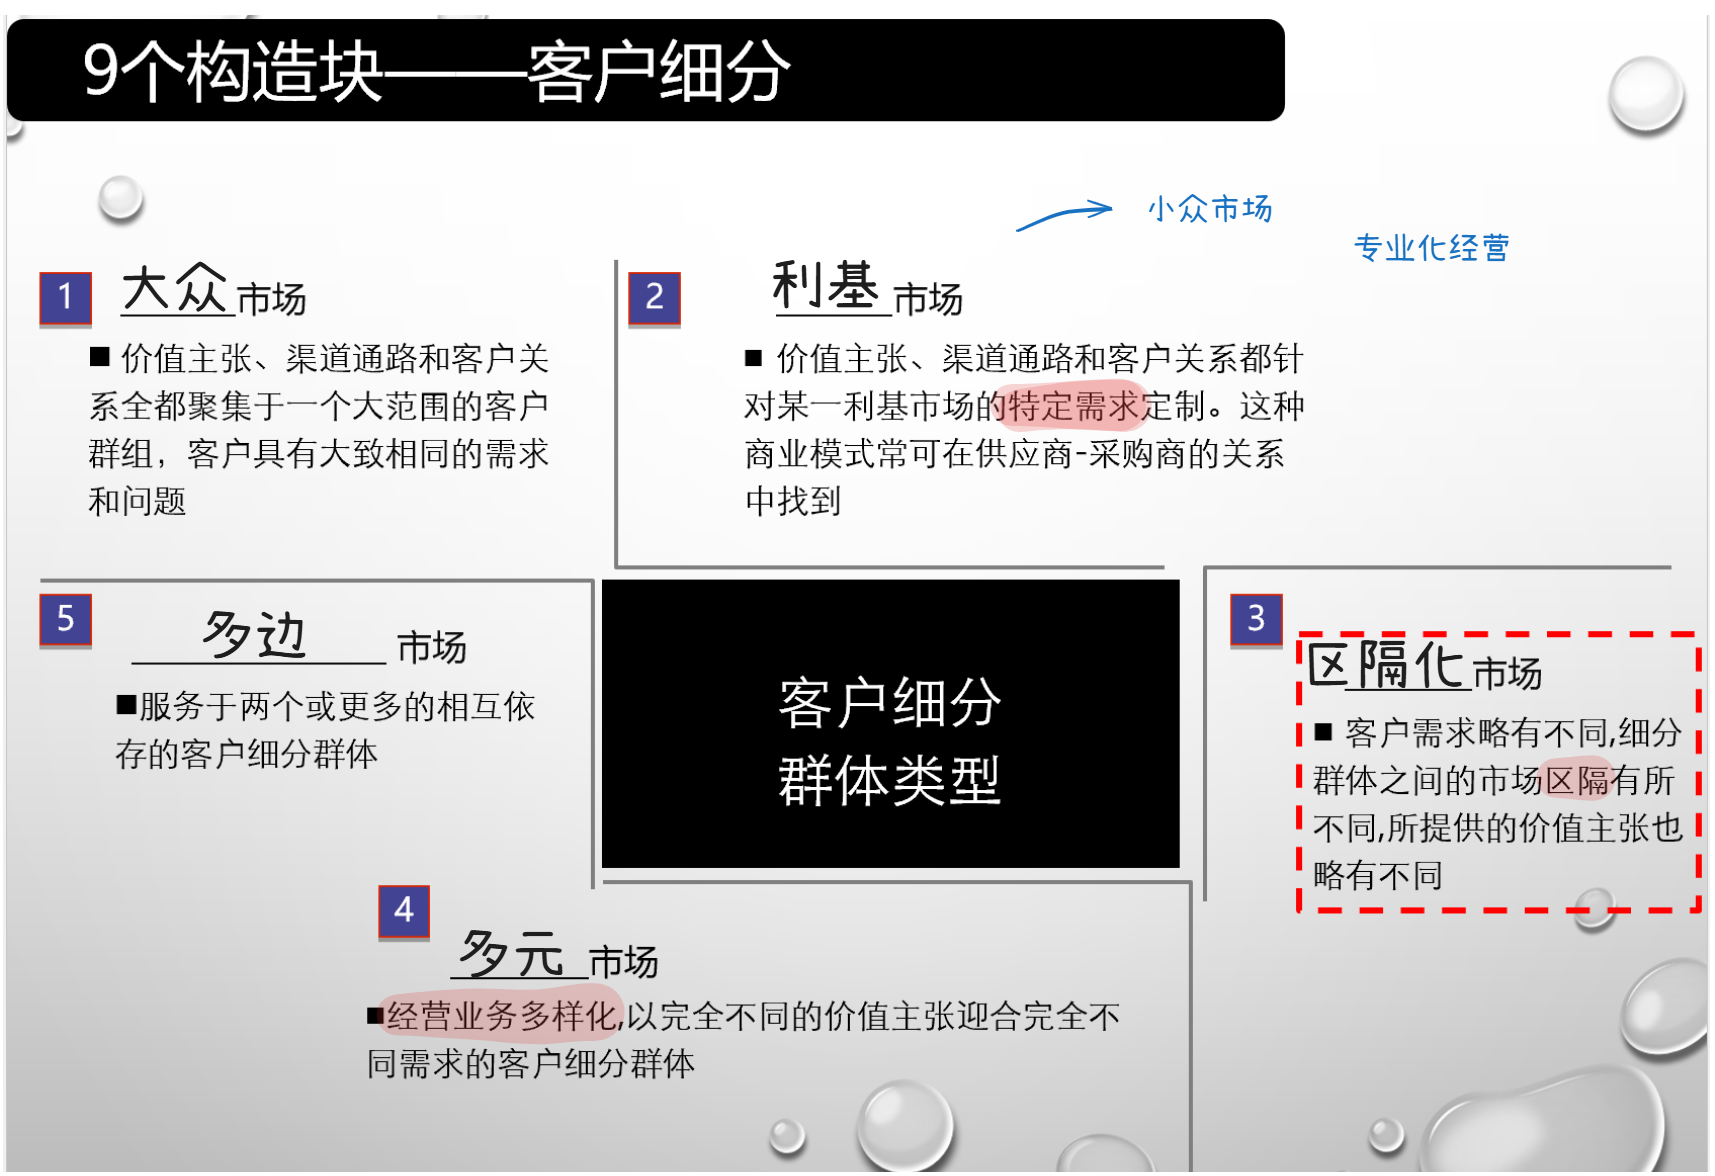 9个构造块——客户细分
小众市场
专业化经营
1 大众市场
■ 价值主张、渠道通路和客户关
系全都聚集于一个大范围的客户
群组，客户具有大致相同的需求
和问题
2 利基市场
■ 价值主张、渠道通路和客户关系都针
对某一利基市场的特定需求定制。这种
商业模式常可在供应商-采购商的关系
中找到
3 区隔化市场
■ 客户需求略有不同,细分
群体之间的市场区隔有所
不同,所提供的价值主张也
略有不同
4 多元市场
■经营业务多样化,以完全不同的价值主张迎合完全不
同需求的客户细分群体
5 多边 市场
■服务于两个或更多的相互依
存的客户细分群体
客户细分
群体类型